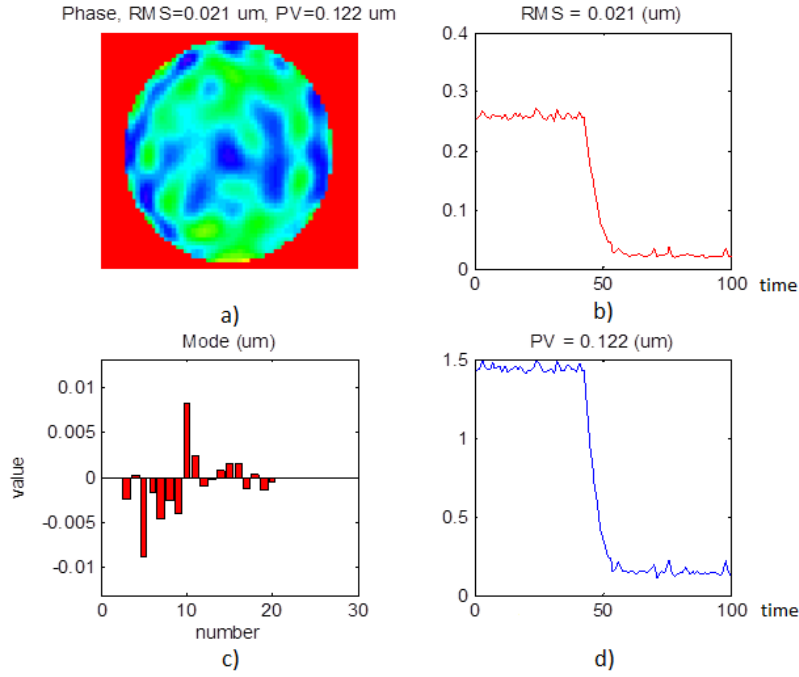 Phase, RMS=0.021 um, PV=0.122 um
a)
RMS = 0.021 (um)
0.4
0.3
0.2
0.1
0
0
50
100
time
b)
Mode (um)
0.01
0.005
0
-0.005
-0.01
value
0
10
20
30
number
c)
PV = 0.122 (um)
1.5
1
0.5
0
0
50
100
time
d)